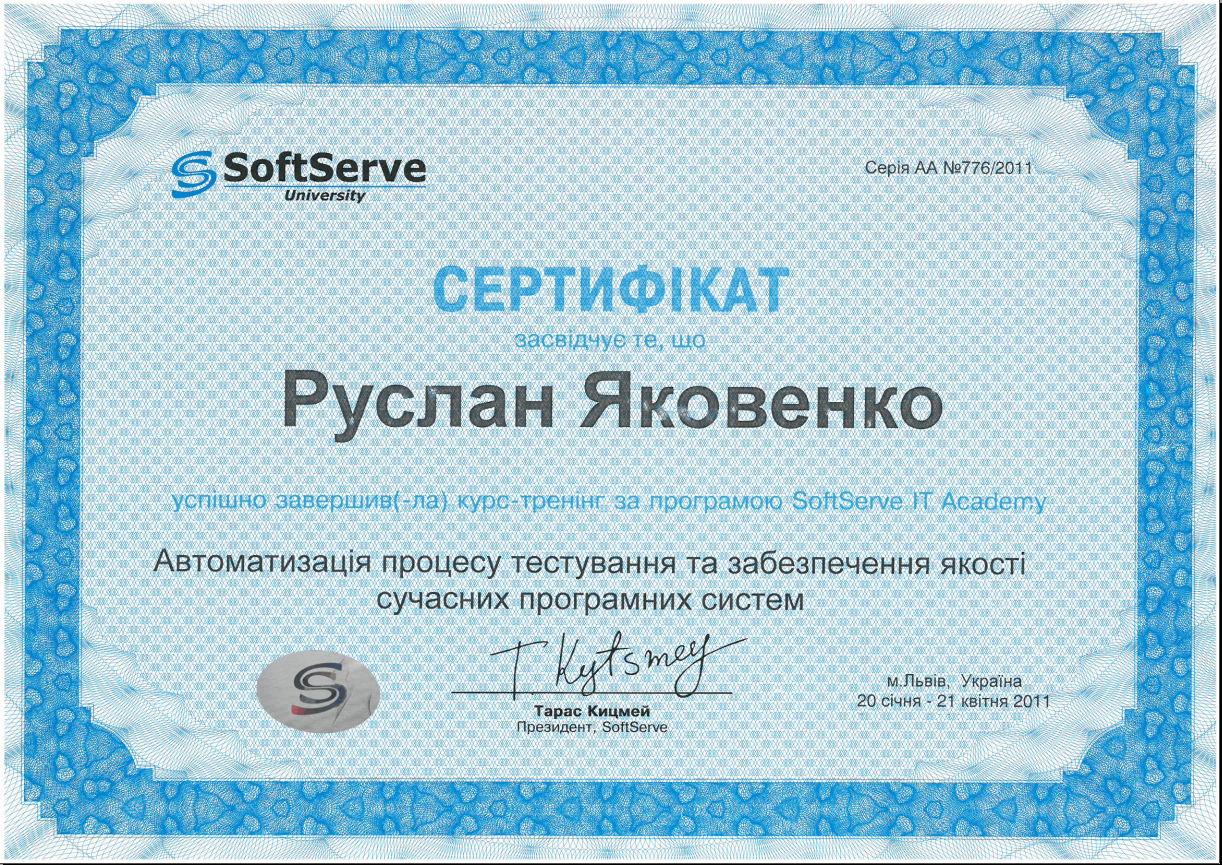 SoftServe
University
Серія АА №776/2011
СЕРТИФІКАТ
засвідчує те, що
Руслан Яковенко
успішно завершив(-ла) курс-тренінг за програмою SoftServe IT Academy
Автоматизація процесу тестування та забезпечення якості
сучасних програмних систем
T Kytsmey
Тарас Кицмей
Президент, SoftServe
м.Львів, Україна
20 січня - 21 квітня 2011